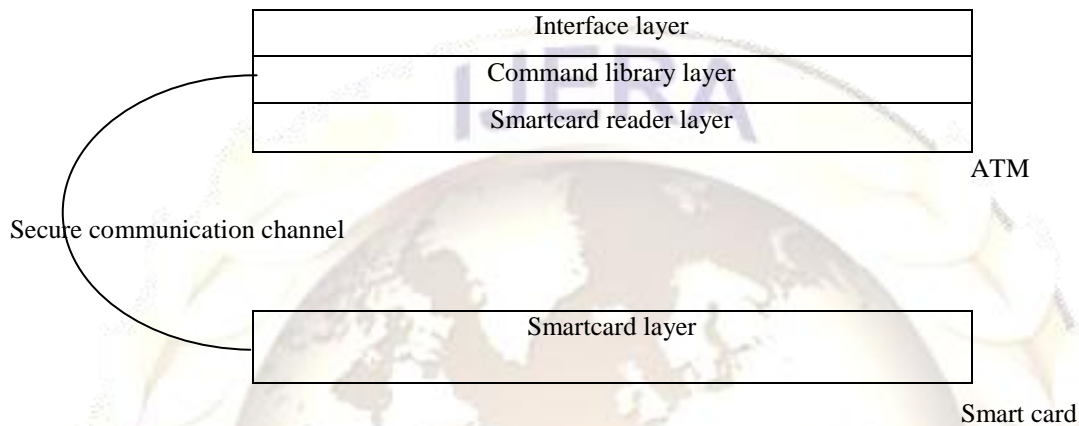 Interface layer
IJERA
Command library layer
Smartcard reader layer
ATM
Secure communication channel
Smartcard layer
Smart card